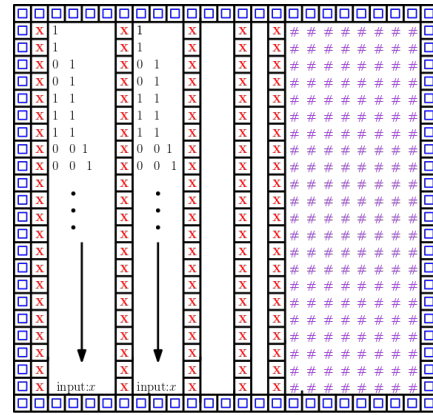 □ □ □ □ □ □ □ □ □ □ □ □ □ □ □ □ □ □ □ □ □ □ □ □ □
□ X 1 X 1 X X X # # # # # # # # □
□ X 1 X 1 X X X # # # # # # # # □
□ X 0 1 X 0 1 X X X # # # # # # # # □
□ X 0 1 X 0 1 X X X # # # # # # # # □
□ X 1 1 X 1 1 X X X # # # # # # # # □
□ X 1 1 X 1 1 X X X # # # # # # # # □
□ X 1 1 X 1 1 X X X # # # # # # # # □
□ X 0 0 1 X 0 0 1 X X X # # # # # # # # □
□ X 0 0 1 X 0 0 1 X X X # # # # # # # # □
□ X X X X X # # # # # # # # □
□ X X X X X # # # # # # # # □
□ X X X X X # # # # # # # # □
□ X X X X X # # # # # # # # □
□ X X X X X # # # # # # # # □
□ X X X X X # # # # # # # # □
□ X X X X X # # # # # # # # □
□ X X X X X # # # # # # # # □
□ X X X X X # # # # # # # # □
□ X X X X X # # # # # # # # □
□ X X X X X # # # # # # # # □
□ X X X X X # # # # # # # # □
□ X input:x X input:x X X X # # # # # # # # □
□ □ □ □ □ □ □ □ □ □ □ □ □ □ □ □ □ □ □ □ □ □ □ □ □